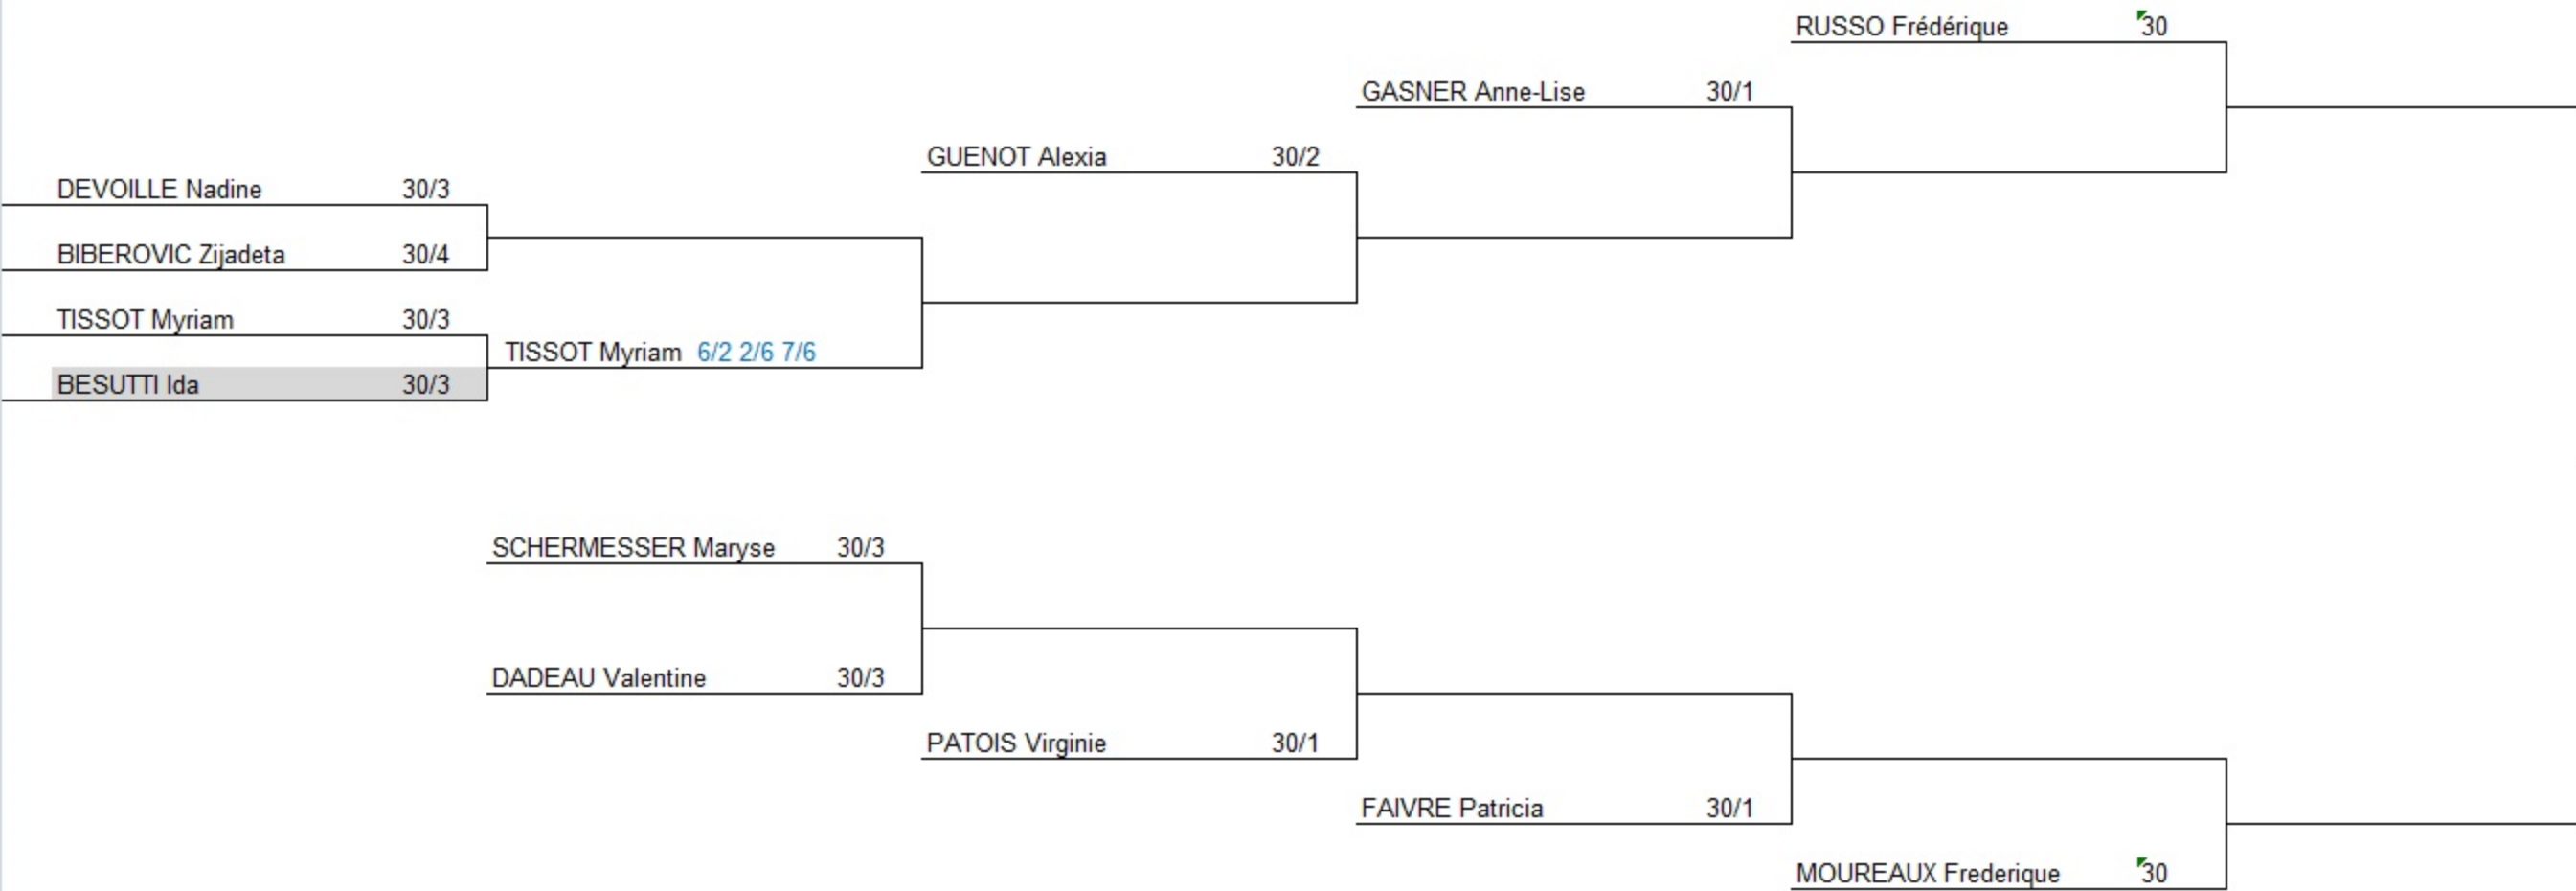 RUSSO Frédérique 30
GASNER Anne-Lise 30/1
GUENOT Alexia 30/2
DEVOILLE Nadine 30/3
BIBEROVIC Zijadeta 30/4
TISSOT Myriam 30/3
TISSOT Myriam 6/2 2/6 7/6
BESUTTI Ida 30/3
SCHERMESSER Maryse 30/3
DADEAU Valentine 30/3
PATOIS Virginie 30/1
FAIVRE Patricia 30/1
MOUREAUX Frederique 30